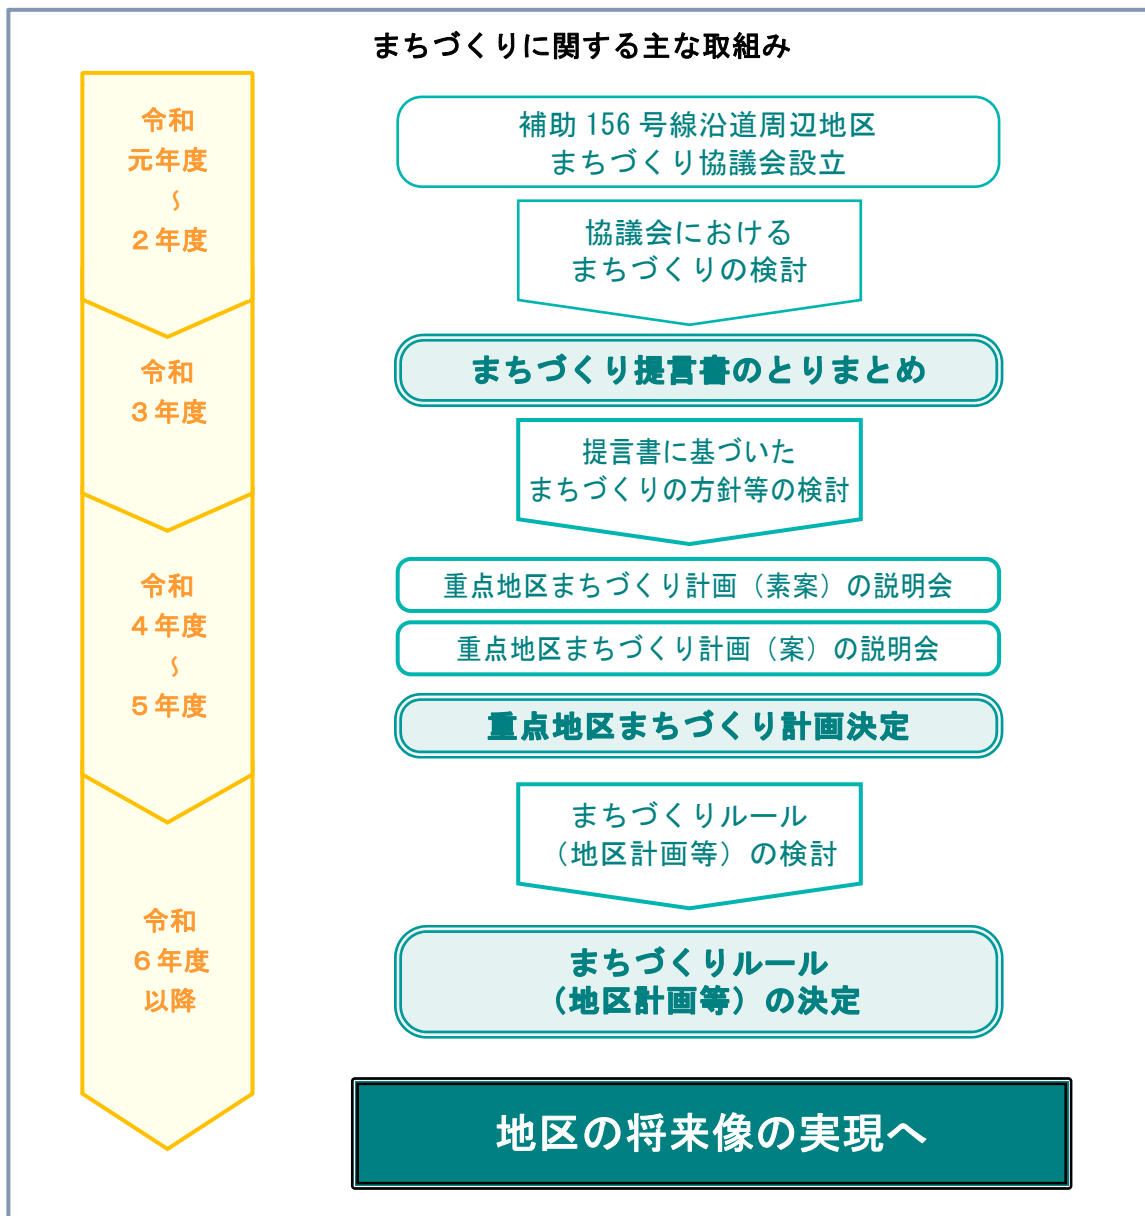 まちづくりに関する主な取組み
令和
元年度
～
２年度
補助 156 号線沿道周辺地区
まちづくり協議会設立
協議会における
まちづくりの検討
令和
３年度
まちづくり提言書のとりまとめ
提言書に基づいた
まちづくりの方針等の検討
令和
４年度
～
５年度
重点地区まちづくり計画（素案）の説明会
重点地区まちづくり計画（案）の説明会
重点地区まちづくり計画決定
令和
６年度
以降
まちづくりルール
（地区計画等）の検討
まちづくりルール
（地区計画等）の決定
地区の将来像の実現へ